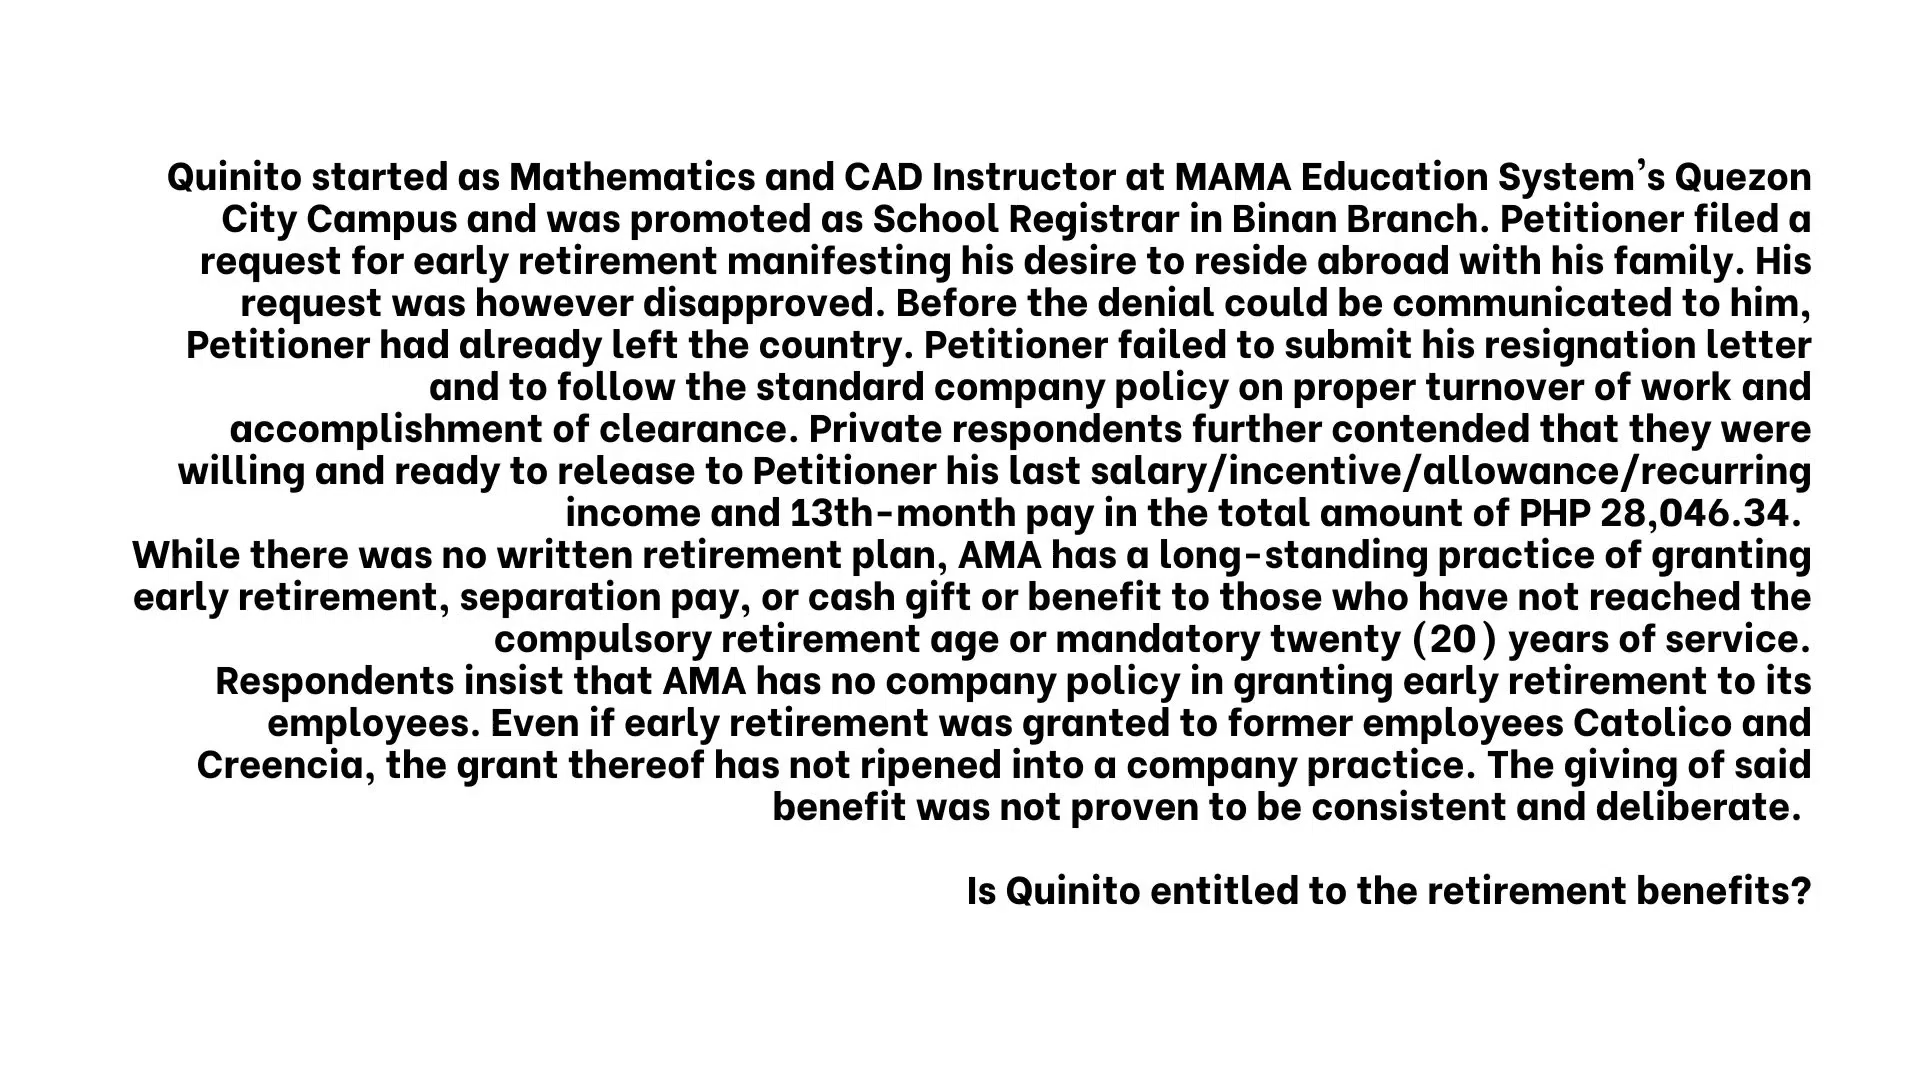 Quinito started as Mathematics and CAD Instructor at MAMA Education System's Quezon
City Campus and was promoted as School Registrar in Binan Branch. Petitioner filed a
request for early retirement manifesting his desire to reside abroad with his family. His
request was however disapproved. Before the denial could be communicated to him,
Petitioner had already left the country. Petitioner failed to submit his resignation letter
and to follow the standard company policy on proper turnover of work and
accomplishment of clearance. Private respondents further contended that they were
willing and ready to release to Petitioner his last salary/incentive/allowance/recurring
income and 13th-month pay in the total amount of PHP 28,046.34.
While there was no written retirement plan, AMA has a long-standing practice of granting
early retirement, separation pay, or cash gift or benefit to those who have not reached the
compulsory retirement age or mandatory twenty (20) years of service.
Respondents insist that AMA has no company policy in granting early retirement to its
employees. Even if early retirement was granted to former employees Catolico and
Creencia, the grant thereof has not ripened into a company practice. The giving of said
benefit was not proven to be consistent and deliberate.
Is Quinito entitled to the retirement benefits?